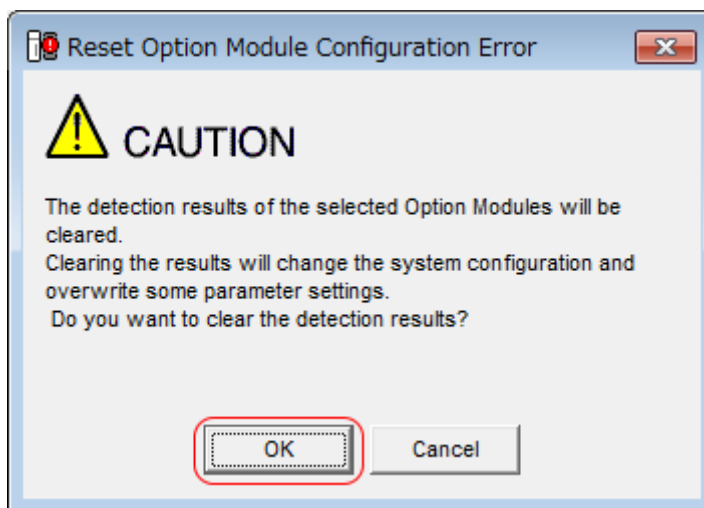 Reset Option Module Configuration Error
CAUTION
The detection results of the selected Option Modules will be
cleared.
Clearing the results will change the system configuration and
overwrite some parameter settings.
Do you want to clear the detection results?
OK
Cancel